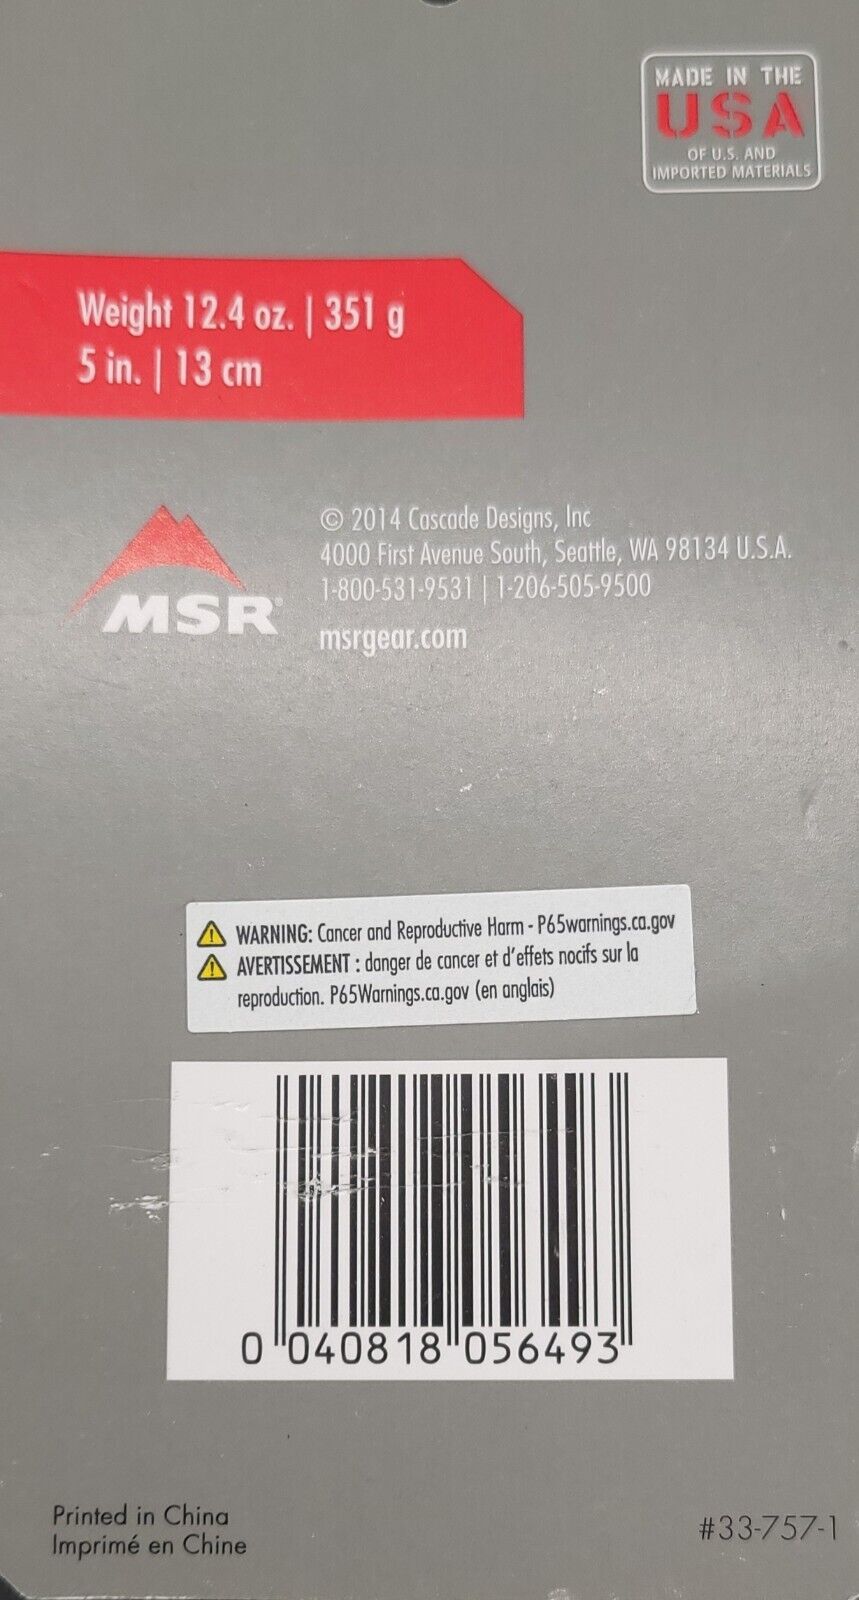 MADE IN THE
USA
OF U.S. AND
IMPORTED MATERIALS
Weight 12.4 oz. | 351 g
5 in. | 13 cm
MSR®
© 2014 Cascade Designs, Inc
4000 First Avenue South, Seattle, WA 98134 U.S.A.
1-800-531-9531 | 1-206-505-9500
msrgear.com
WARNING: Cancer and Reproductive Harm - P65warnings.ca.gov
AVERTISSEMENT : danger de cancer et d'effets nocifs sur la
reproduction. P65Warnings.ca.gov (en anglais)
0 040818 056493
Printed in China
Imprimé en Chine
#33-757-1